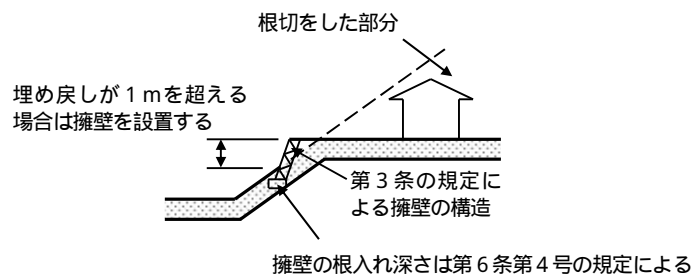 根切をした部分
埋め戻しが1mを超える
場合は擁壁を設置する
第3条の規定に
よる擁壁の構造
擁壁の根入れ深さは第6条第4号の規定による